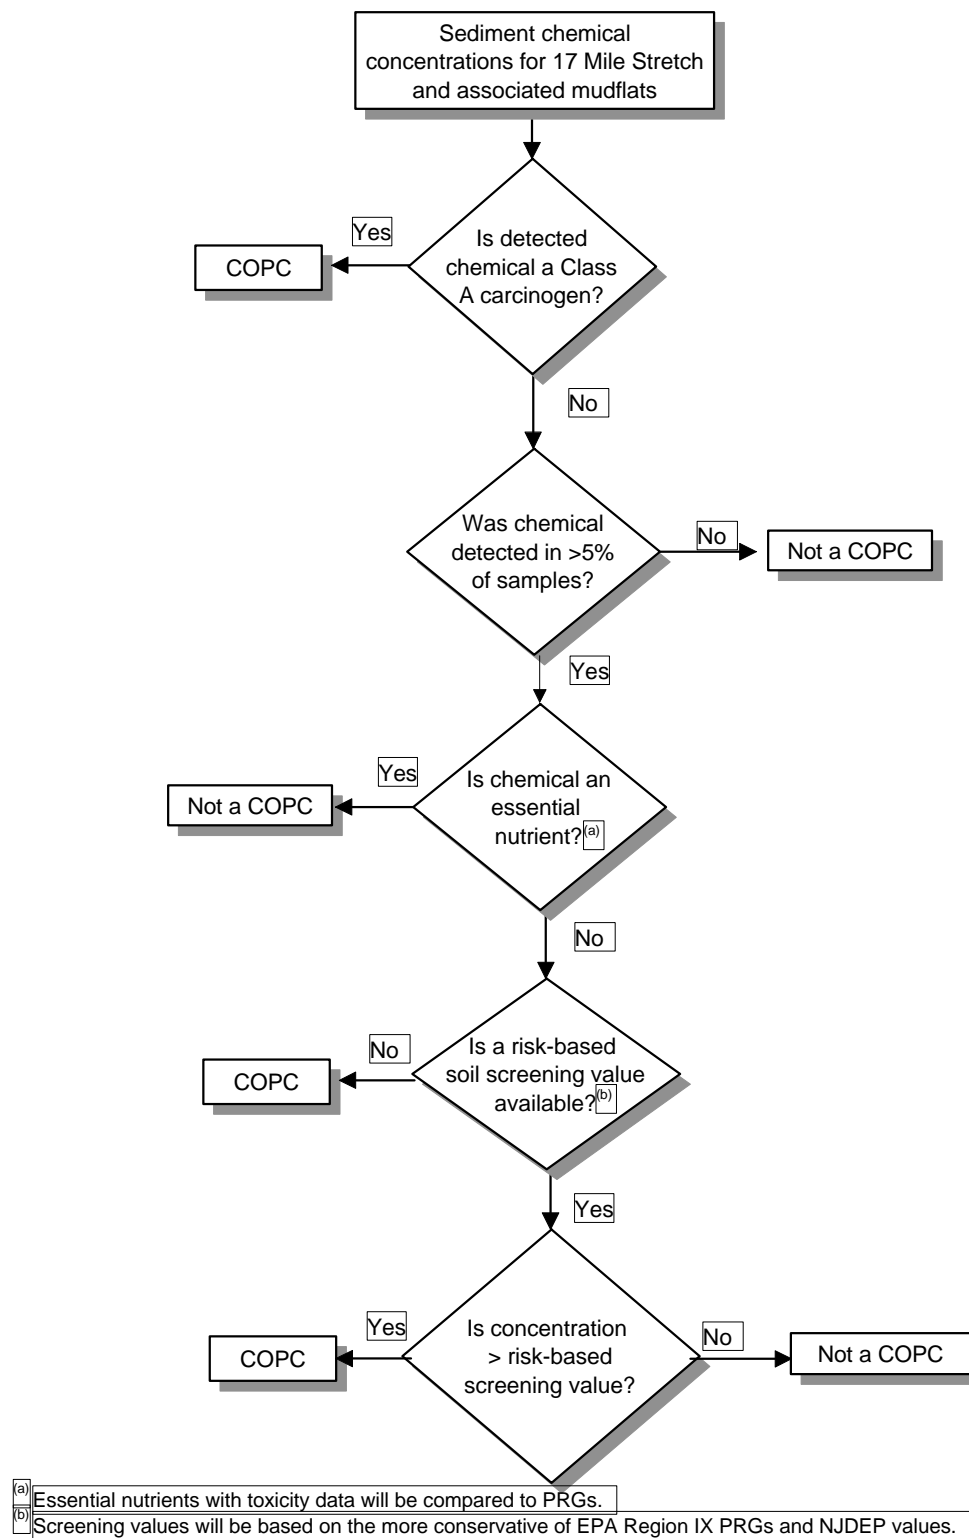 Sediment chemical
concentrations for 17 Mile Stretch
and associated mudflats
Yes
Is detected
chemical a Class
A carcinogen?
COPC
No
Was chemical
detected in >5%
of samples?
No
Not a COPC
Yes
Yes
Is chemical an
essential
nutrient?(a)
Not a COPC
No
No
Is a risk-based
soil screening value
available?(b)
COPC
Yes
Yes
Is concentration
> risk-based
screening value?
No
COPC
Not a COPC
(a) Essential nutrients with toxicity data will be compared to PRGs.
(b) Screening values will be based on the more conservative of EPA Region IX PRGs and NJDEP values.